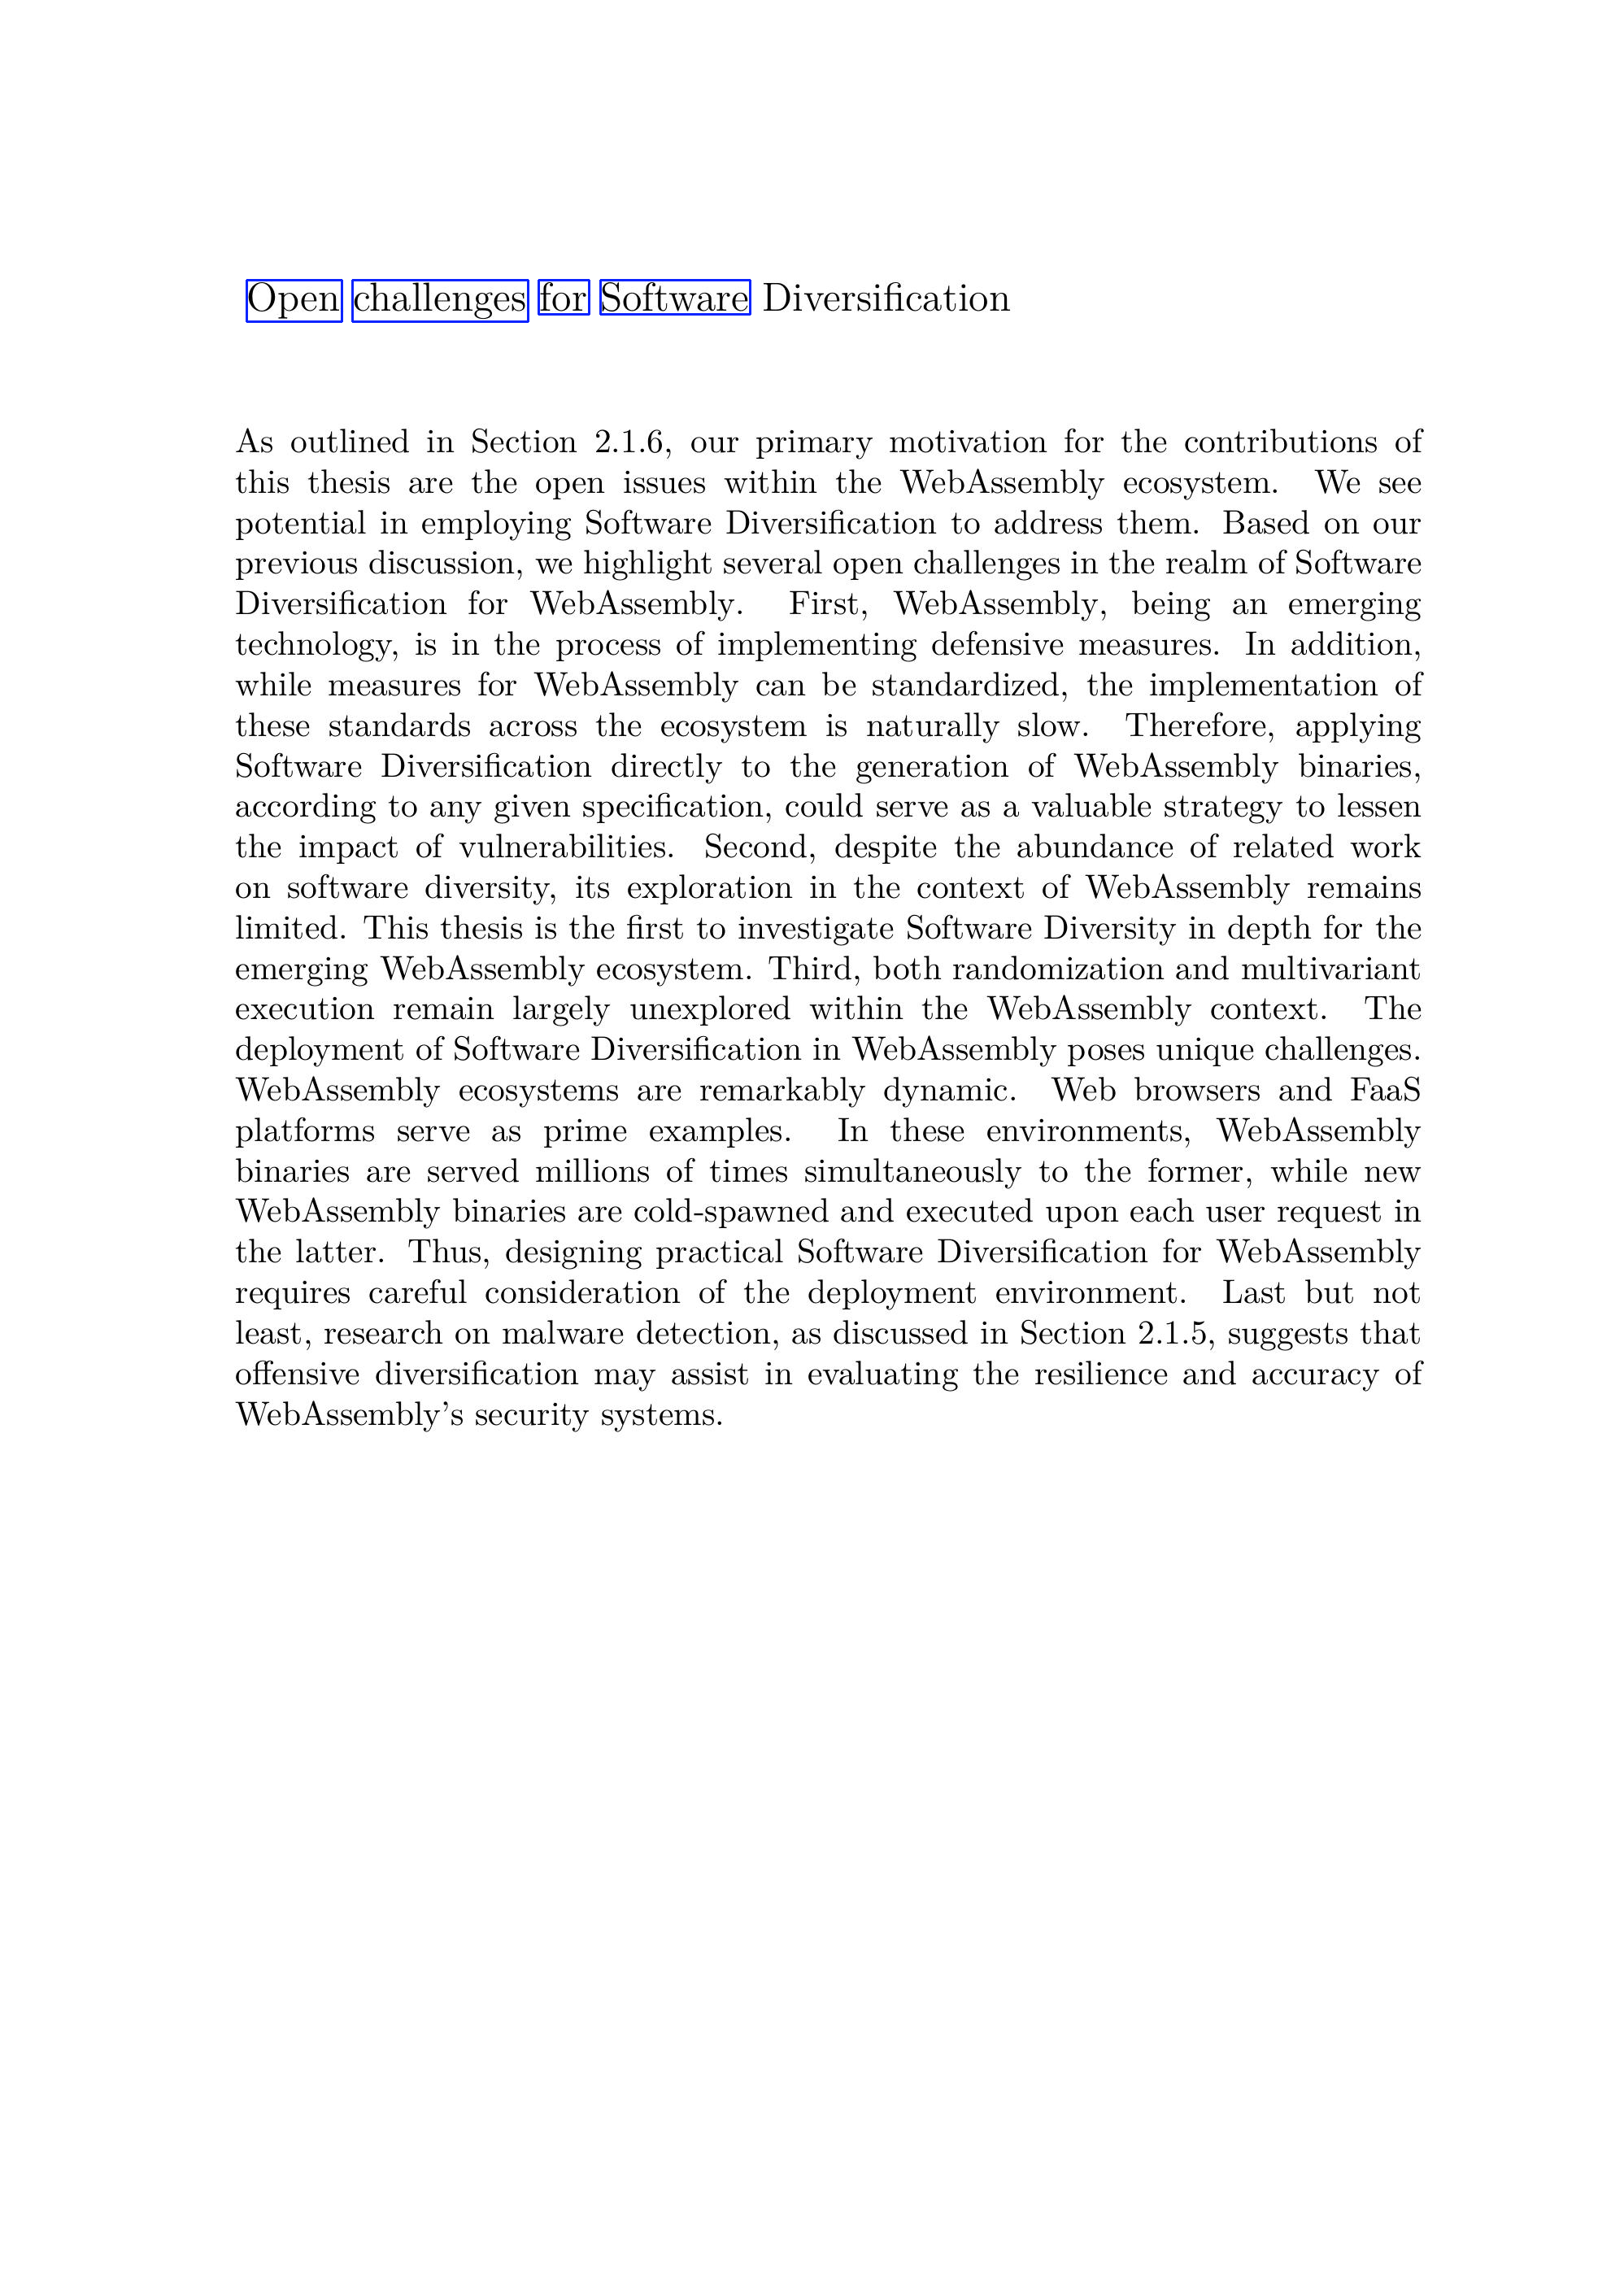 Open challenges for Software Diversification
As outlined in Section 2.1.6, our primary motivation for the contributions of
this thesis are the open issues within the WebAssembly ecosystem. We see
potential in employing Software Diversification to address them. Based on our
previous discussion, we highlight several open challenges in the realm of Software
Diversification for WebAssembly. First, WebAssembly, being an emerging
technology, is in the process of implementing defensive measures. In addition,
while measures for WebAssembly can be standardized, the implementation of
these standards across the ecosystem is naturally slow. Therefore, applying
Software Diversification directly to the generation of WebAssembly binaries,
according to any given specification, could serve as a valuable strategy to lessen
the impact of vulnerabilities. Second, despite the abundance of related work
on software diversity, its exploration in the context of WebAssembly remains
limited. This thesis is the first to investigate Software Diversity in depth for the
emerging WebAssembly ecosystem. Third, both randomization and multivariant
execution remain largely unexplored within the WebAssembly context. The
deployment of Software Diversification in WebAssembly poses unique challenges.
WebAssembly ecosystems are remarkably dynamic. Web browsers and FaaS
platforms serve as prime examples. In these environments, WebAssembly
binaries are served millions of times simultaneously to the former, while new
WebAssembly binaries are cold-spawned and executed upon each user request in
the latter. Thus, designing practical Software Diversification for WebAssembly
requires careful consideration of the deployment environment. Last but not
least, research on malware detection, as discussed in Section 2.1.5, suggests that
offensive diversification may assist in evaluating the resilience and accuracy of
WebAssembly's security systems.